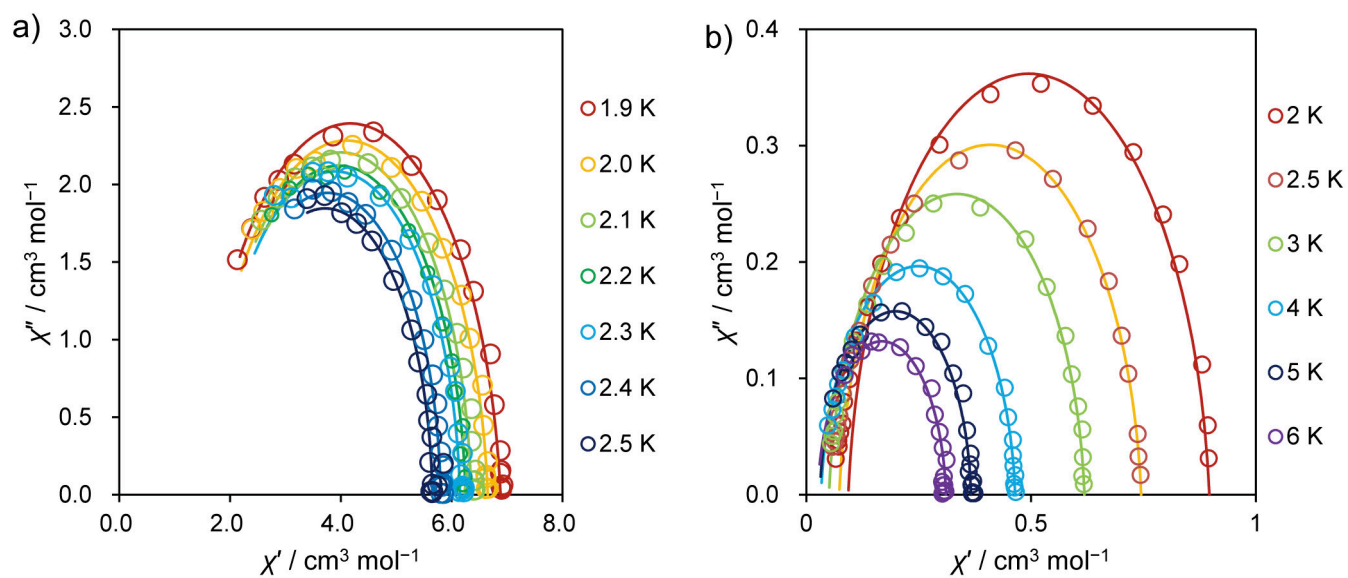 a)
3.0
2.5
2.0
1.5
1.0
0.5
0.0
χ″ / cm³ mol⁻¹
0.0
2.0
4.0
6.0
8.0
χ′ / cm³ mol⁻¹
1.9 K
2.0 K
2.1 K
2.2 K
2.3 K
2.4 K
2.5 K
b)
0.4
0.3
0.2
0.1
0.0
χ″ / cm³ mol⁻¹
0
0.5
1
χ′ / cm³ mol⁻¹
2 K
2.5 K
3 K
4 K
5 K
6 K